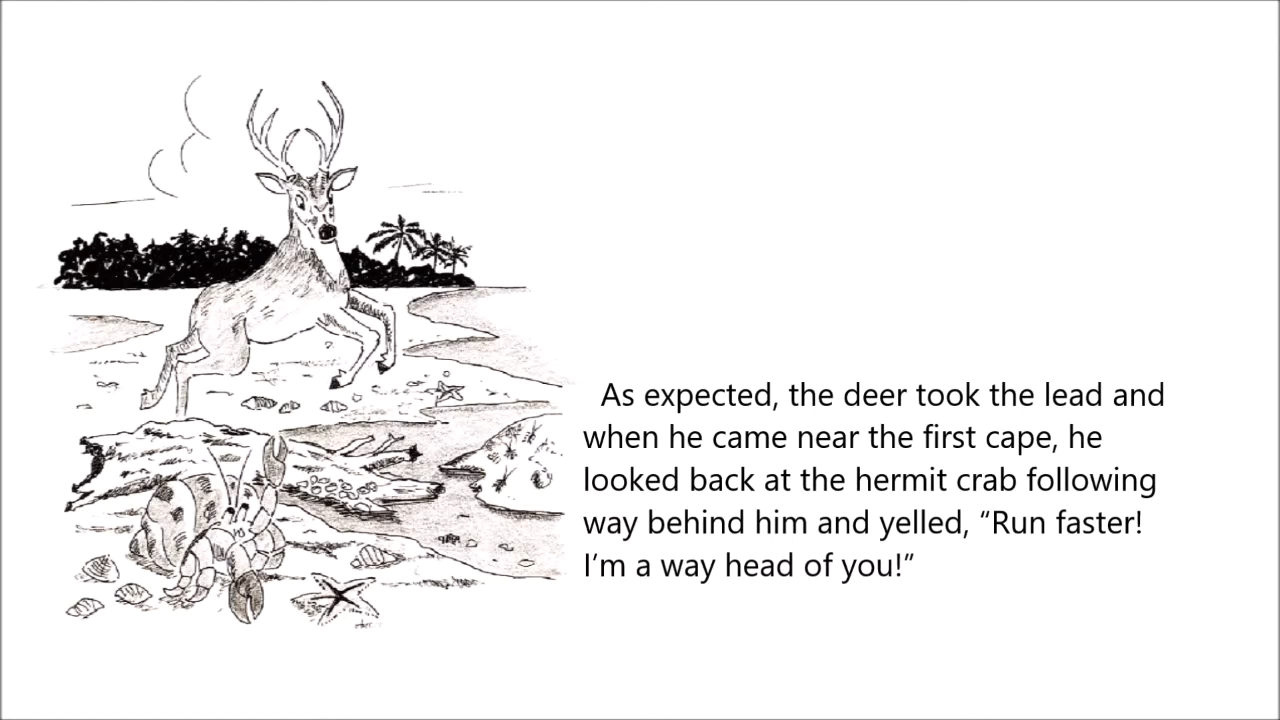 As expected, the deer took the lead and
when he came near the first cape, he
looked back at the hermit crab following
way behind him and yelled, “Run faster!
I’m a way head of you!”